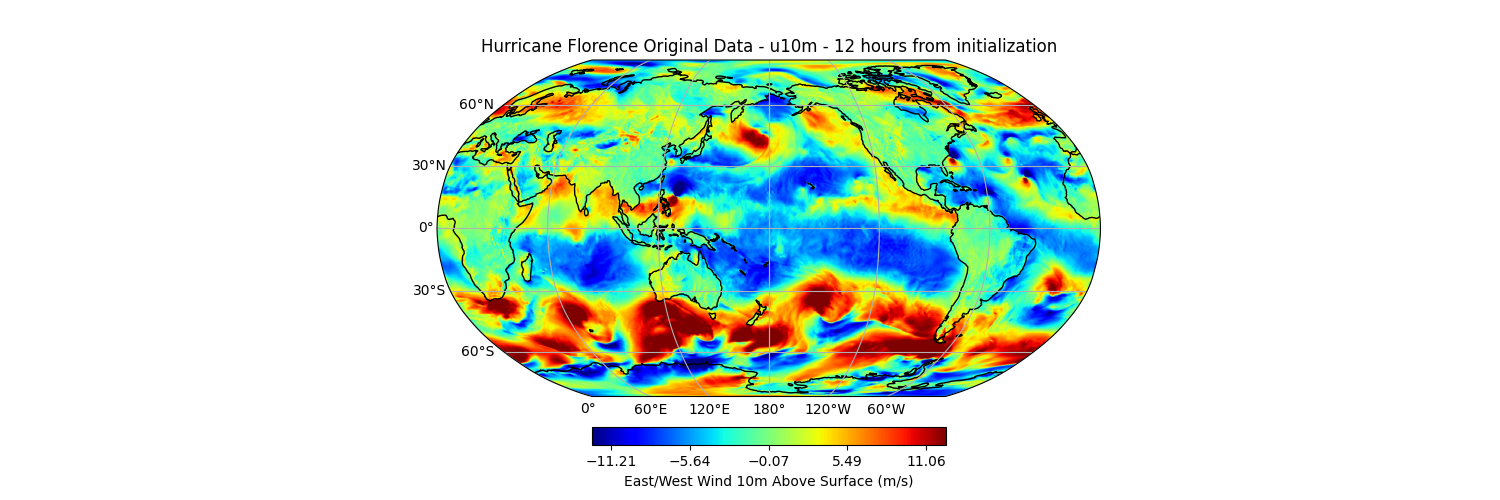 Hurricane Florence Original Data - u10m - 12 hours from initialization
60°N
30°N
0°
30°S
60°S
0° 60°E 120°E 180° 120°W 60°W
−11.21 −5.64 −0.07 5.49 11.06
East/West Wind 10m Above Surface (m/s)